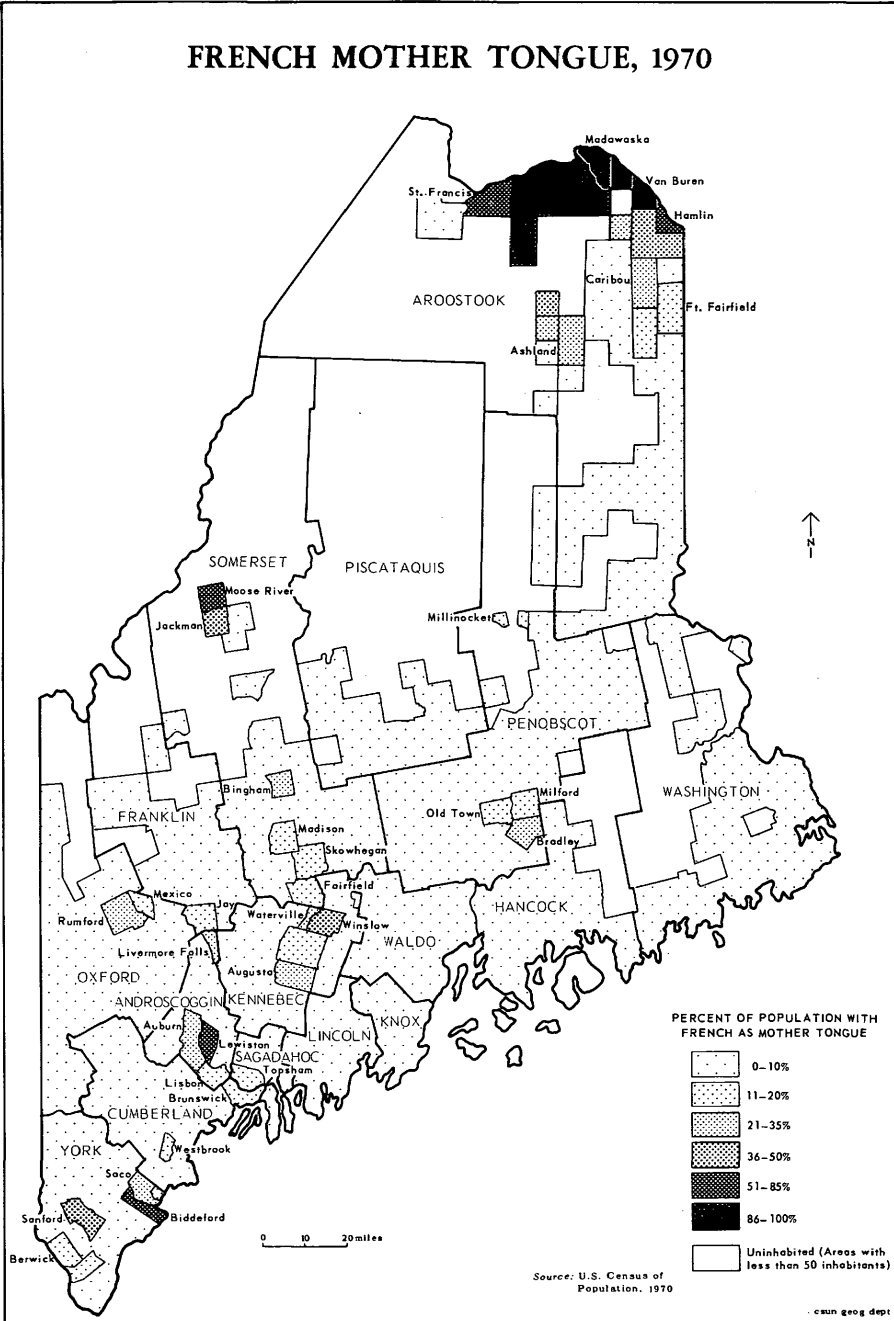 FRENCH MOTHER TONGUE, 1970
Madawaska
St. Francis
Van Buren
Hamlin
Caribou
AROOSTOOK
Ft. Fairfield
Ashland
N
SOMERSET
PISCATAQUIS
Moose River
Jackman
Millinocket
PENOBSCOT
Bingham
Milford
WASHINGTON
FRANKLIN
Old Town
Madison
Bradley
Skowhegan
Fairfield
Mexico
Jay
HANCOCK
Rumford
Waterville
Winslow
WALDO
Livermore Falls
OXFORD
Augusta
ANDROSCOGGIN
KENNEBEC
KNOX
Auburn
LINCOLN
Lewiston
SAGADAHOC
Topsham
Lisbon
Brunswick
CUMBERLAND
YORK
Westbrook
Saco
Sanford
Biddeford
Berwick
0 10 20 miles
PERCENT OF POPULATION WITH
FRENCH AS MOTHER TONGUE
0–10%
11–20%
21–35%
36–50%
51–85%
86–100%
Uninhabited (Areas with
less than 50 inhabitants)
Source: U.S. Census of
Population, 1970
csun geog dept